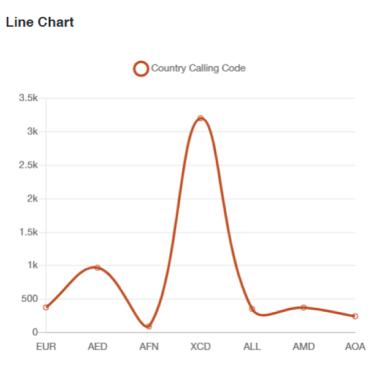 Line Chart
Country Calling Code
3.5k
3k
2.5k
2k
1.5k
1k
500
0
EUR AED AFN XCD ALL AMD AOA